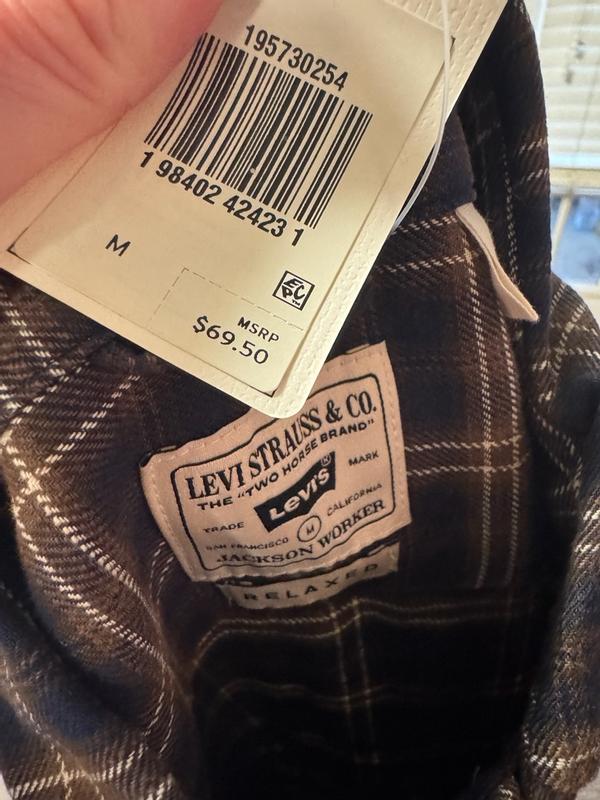 195730254
1 98402 42423 1
M
EPC
MSRP
$69.50
LEVI STRAUSS & CO.
THE "TWO HORSE BRAND"
Levi's®
TRADE MARK
SAN FRANCISCO M CALIFORNIA
JACKSON WORKER
RELAXED